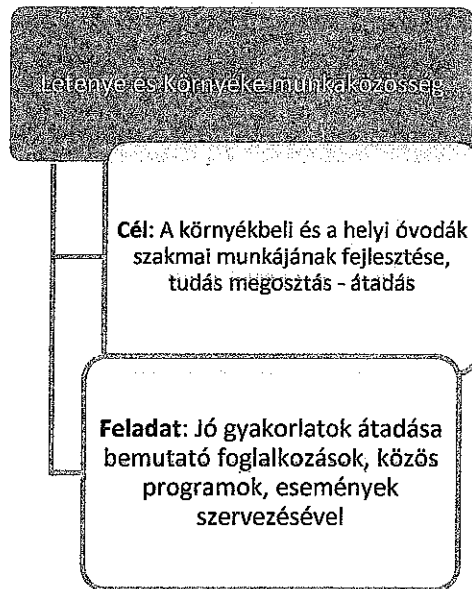 Letenye és környéke munkaközösség
Cél: A környékbeli és a helyi óvodák
szakmai munkájának fejlesztése,
tudás megosztás - átadás
Feladat: Jó gyakorlatok átadása
bemutató foglalkozások, közös
programok, események
szervezésével